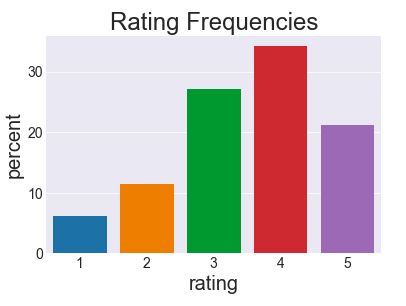 Rating Frequencies
percent
30
20
10
0
1 2 3 4 5
rating